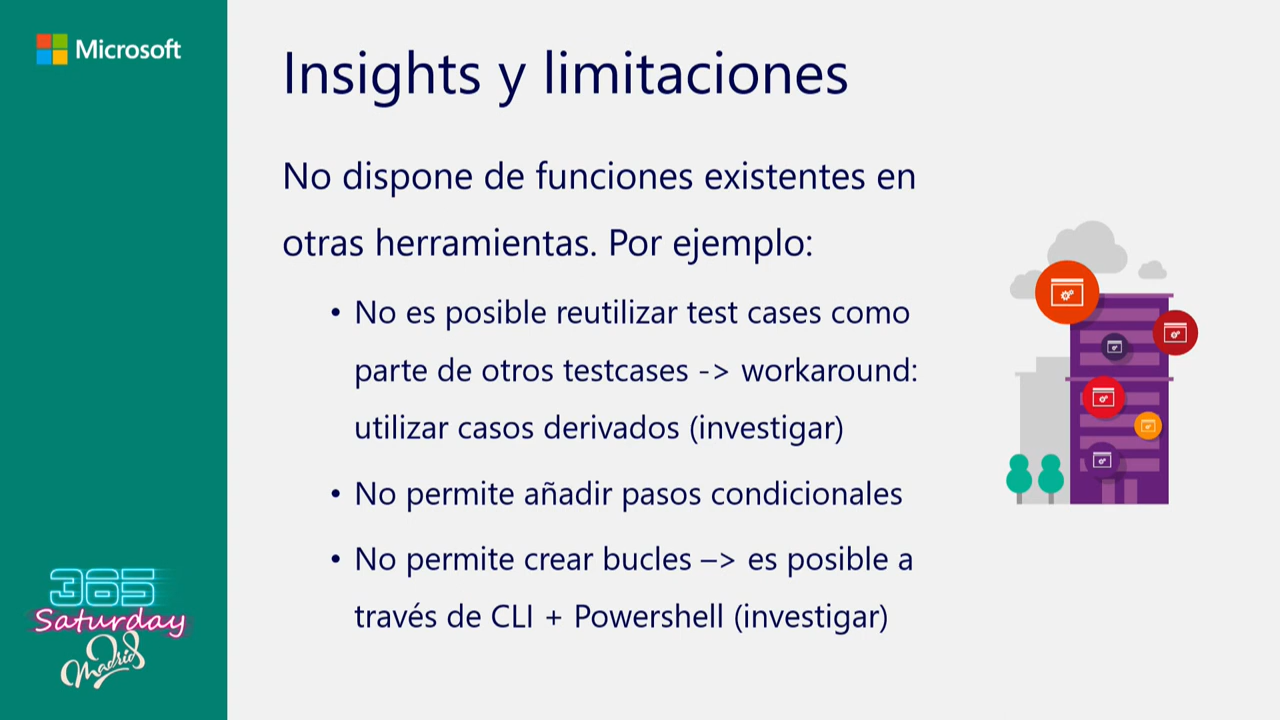 Microsoft
Insights y limitaciones
No dispone de funciones existentes en
otras herramientas. Por ejemplo:
• No es posible reutilizar test cases como
parte de otros testcases -> workaround:
utilizar casos derivados (investigar)
• No permite añadir pasos condicionales
• No permite crear bucles –> es posible a
través de CLI + Powershell (investigar)
365
Saturday
Madrid